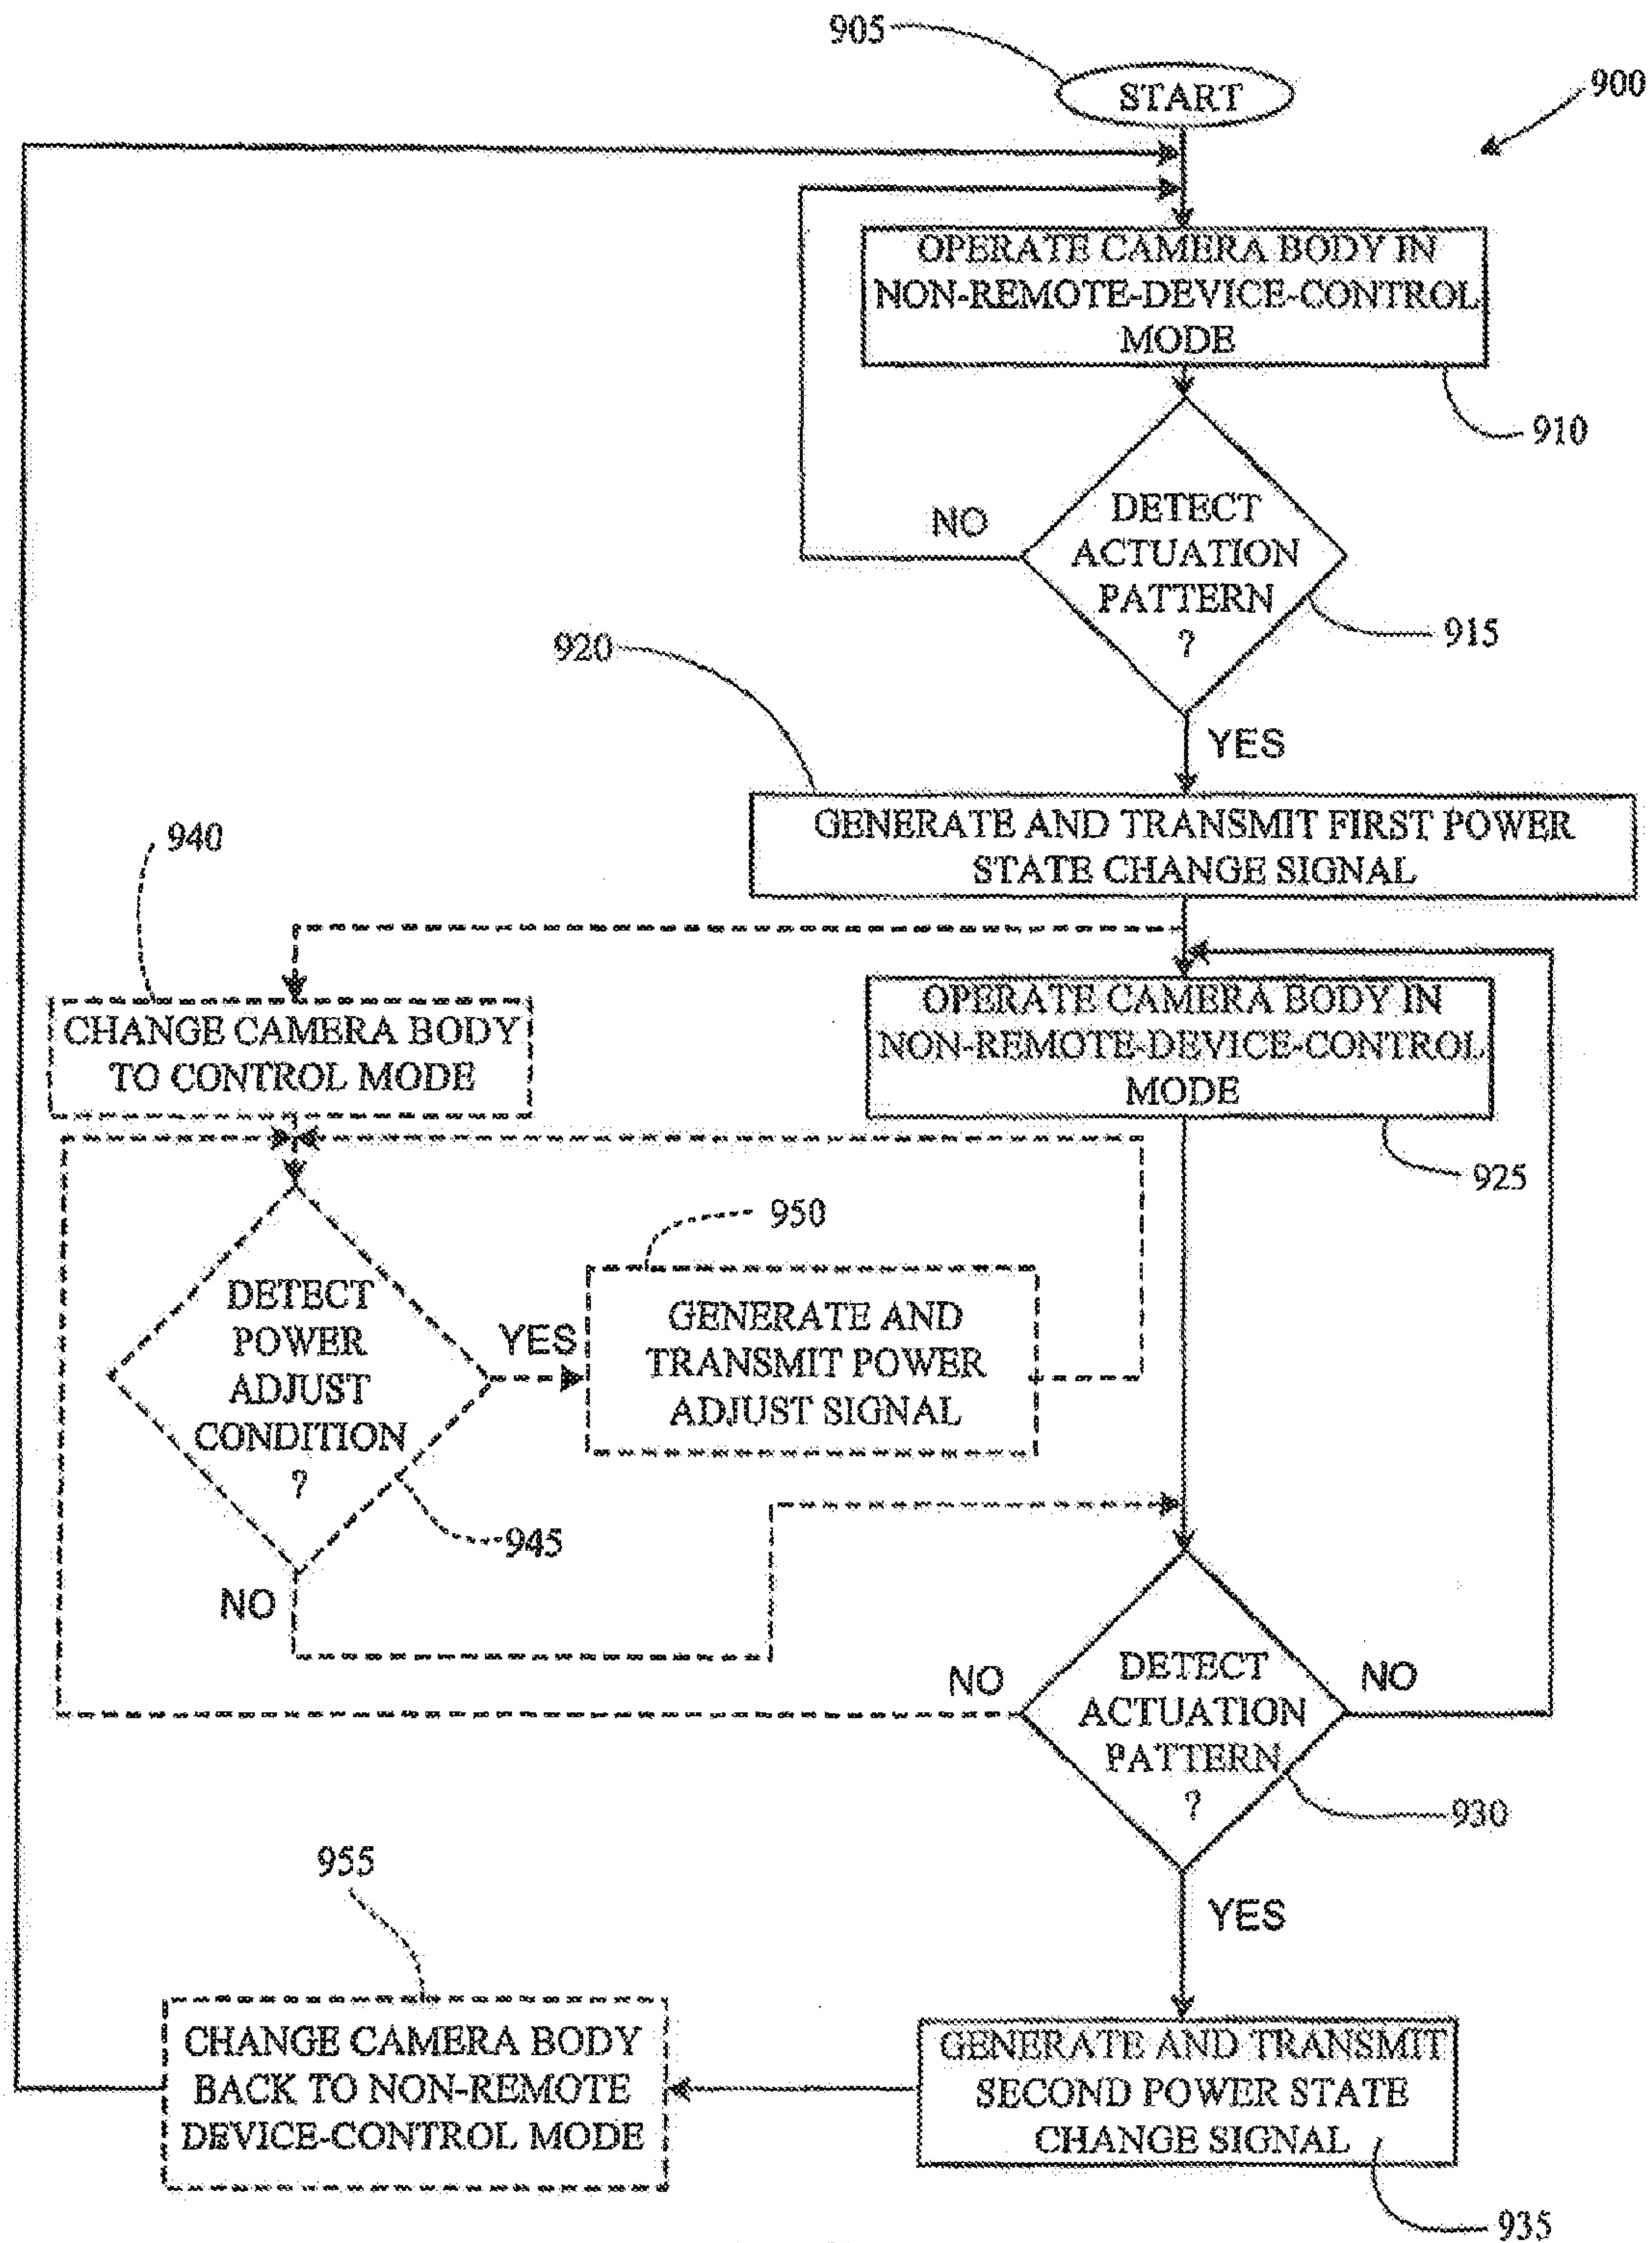 905
START
900
OPERATE CAMERA BODY IN
NON-REMOTE-DEVICE-CONTROL
MODE
910
NO
DETECT
ACTUATION
PATTERN
?
915
920
YES
GENERATE AND TRANSMIT FIRST POWER
STATE CHANGE SIGNAL
940
CHANGE CAMERA BODY
TO CONTROL MODE
OPERATE CAMERA BODY IN
NON-REMOTE-DEVICE-CONTROL
MODE
925
950
DETECT
POWER
ADJUST
CONDITION
?
YES
GENERATE AND
TRANSMIT POWER
ADJUST SIGNAL
945
NO
NO
DETECT
ACTUATION
PATTERN
?
NO
930
955
YES
CHANGE CAMERA BODY
BACK TO NON-REMOTE
DEVICE-CONTROL MODE
GENERATE AND TRANSMIT
SECOND POWER STATE
CHANGE SIGNAL
935